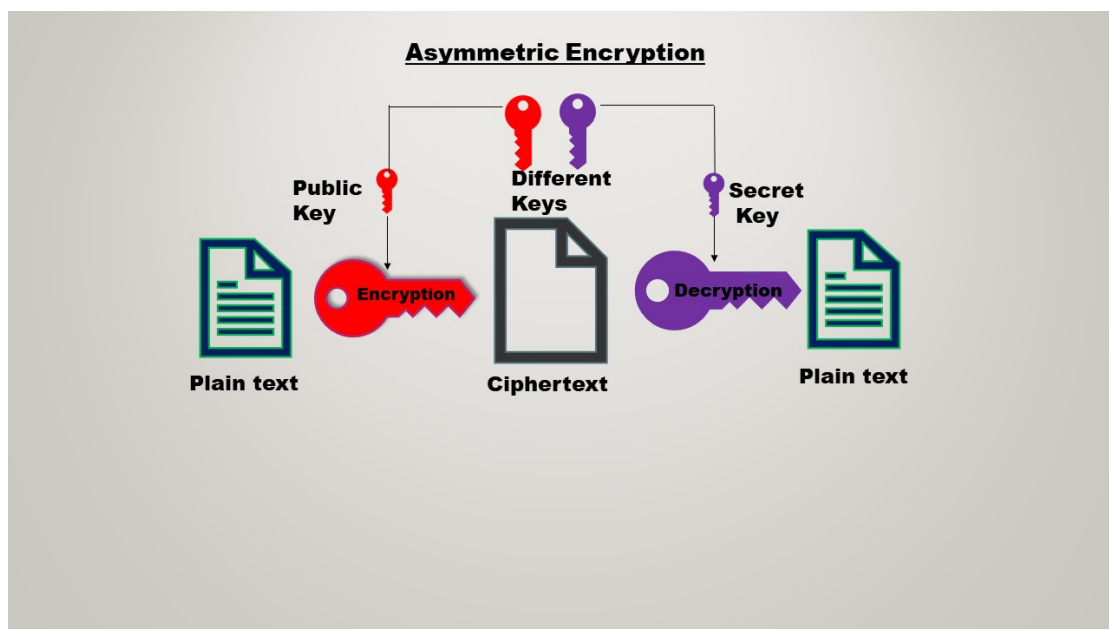 Asymmetric Encryption
Different
Keys
Public
Key
Secret
Key
Encryption
Decryption
Plain text
Ciphertext
Plain text